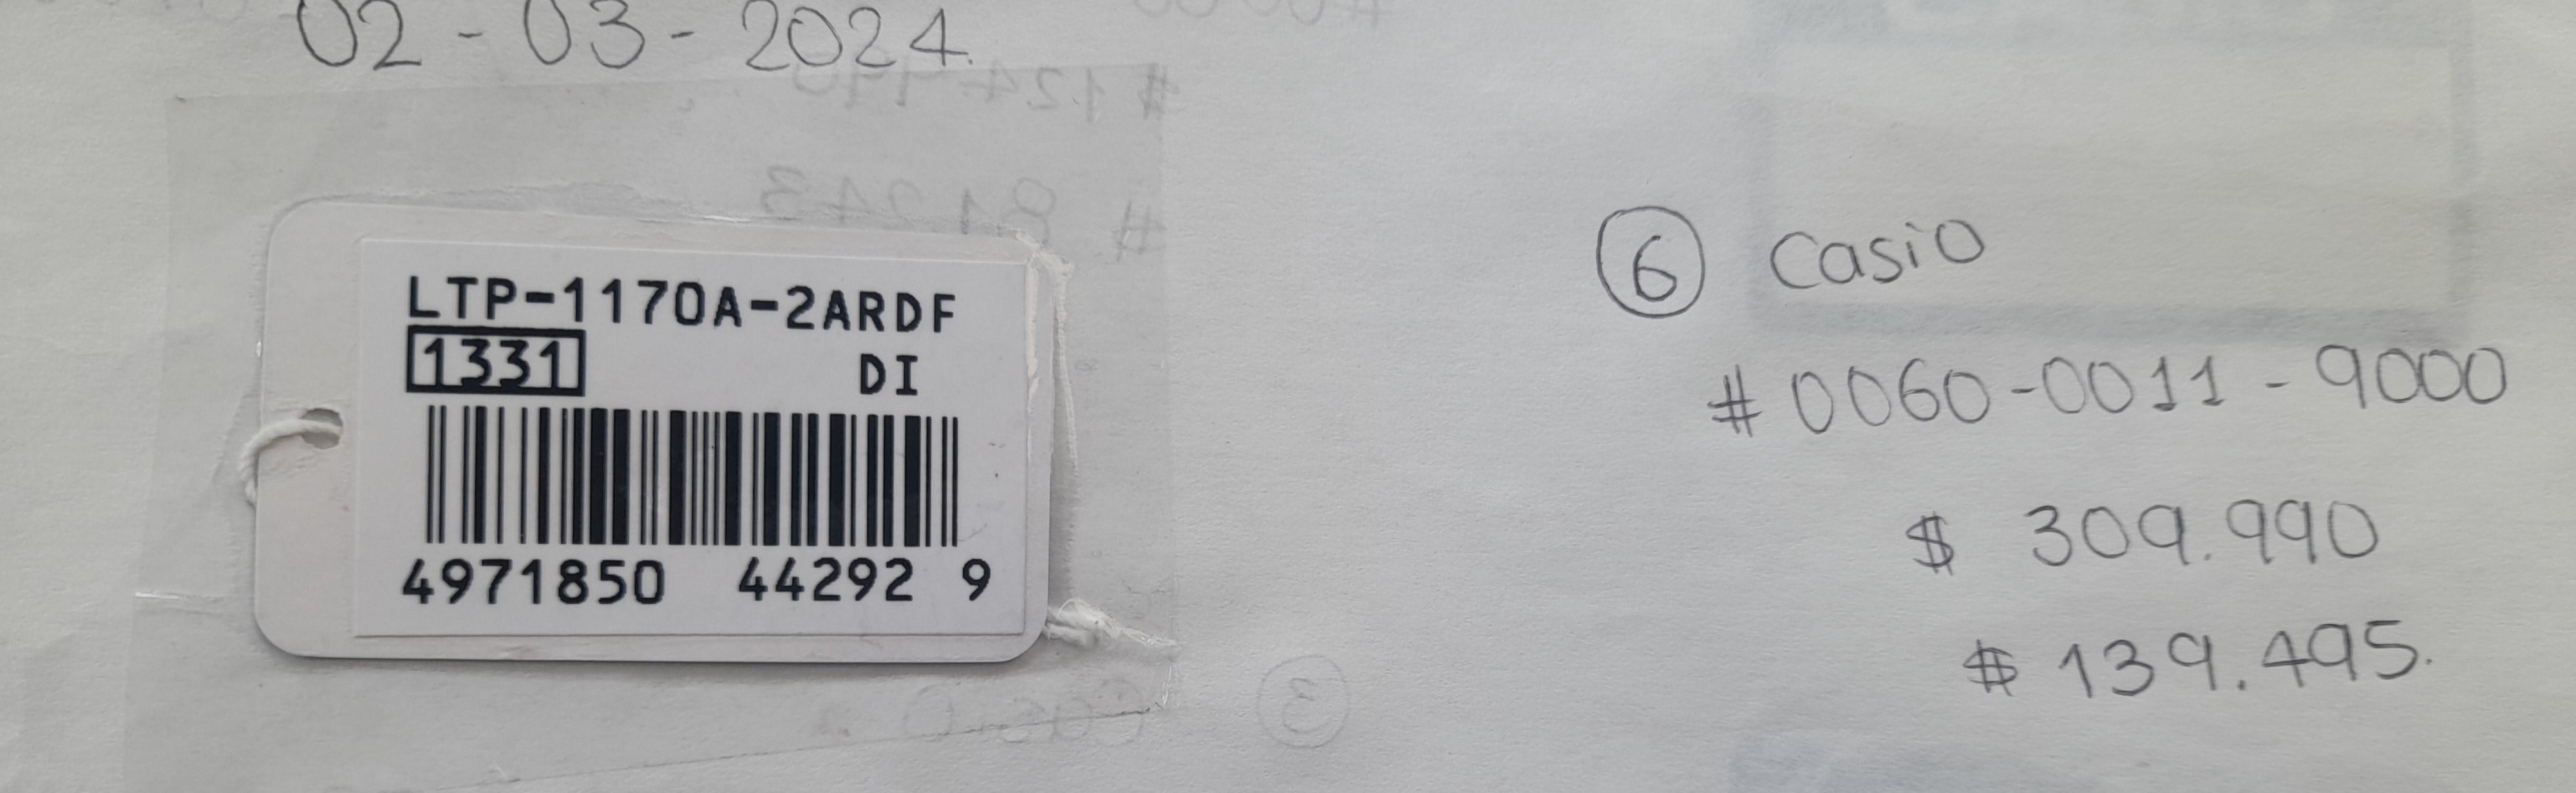 02 - 03 - 2024.
LTP-1170A-2ARDF
1331 DI
4971850 44292 9
6 Casio
# 0060-0011-9000
$ 309.990
$ 139.495.